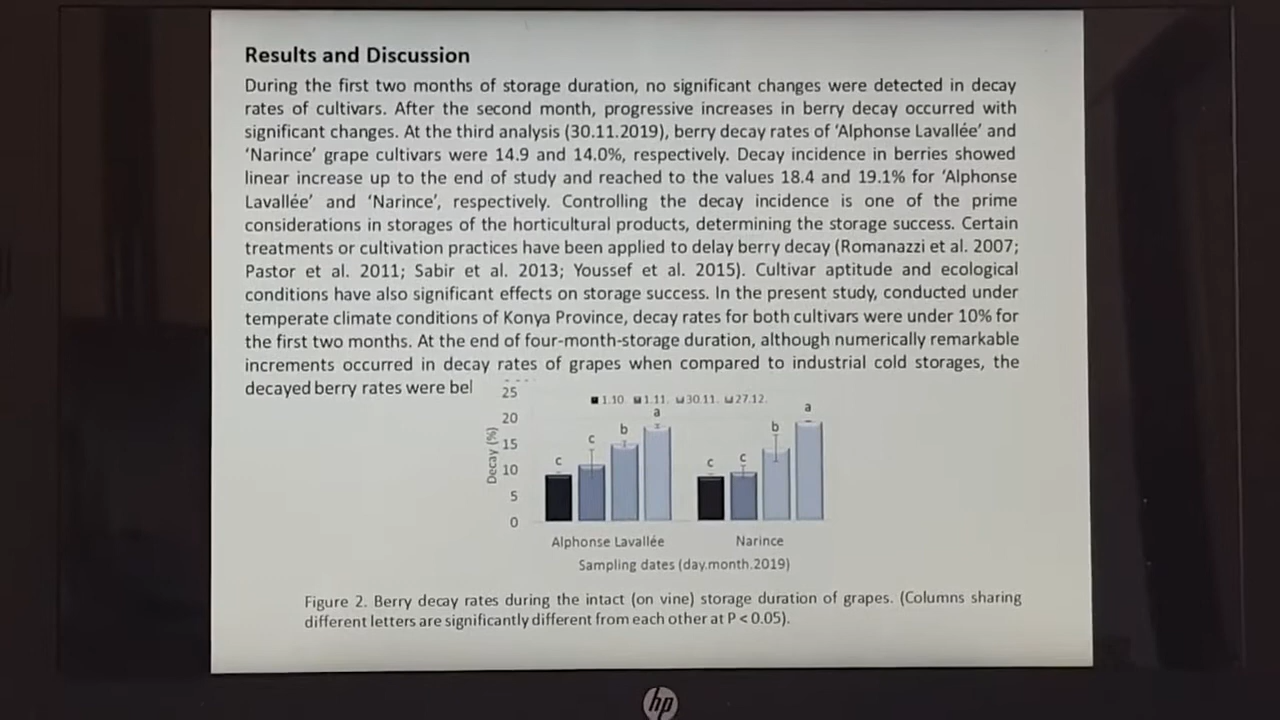 Results and Discussion
During the first two months of storage duration, no significant changes were detected in decay
rates of cultivars. After the second month, progressive increases in berry decay occurred with
significant changes. At the third analysis (30.11.2019), berry decay rates of ‘Alphonse Lavallée’ and
‘Narince’ grape cultivars were 14.9 and 14.0%, respectively. Decay incidence in berries showed
linear increase up to the end of study and reached to the values 18.4 and 19.1% for ‘Alphonse
Lavallée’ and ‘Narince’, respectively. Controlling the decay incidence is one of the prime
considerations in storages of the horticultural products, determining the storage success. Certain
treatments or cultivation practices have been applied to delay berry decay (Romanazzi et al. 2007;
Pastor et al. 2011; Sabir et al. 2013; Youssef et al. 2015). Cultivar aptitude and ecological
conditions have also significant effects on storage success. In the present study, conducted under
temperate climate conditions of Konya Province, decay rates for both cultivars were under 10% for
the first two months. At the end of four-month-storage duration, although numerically remarkable
increments occurred in decay rates of grapes when compared to industrial cold storages, the
decayed berry rates were bel
25
1.10. 1.11. 30.11. 27.12.
20
15
10
5
0
Decay (%)
c c b a
c c b a
Alphonse Lavallée Narince
Sampling dates (day.month.2019)
Figure 2. Berry decay rates during the intact (on vine) storage duration of grapes. (Columns sharing
different letters are significantly different from each other at P < 0.05).
hp